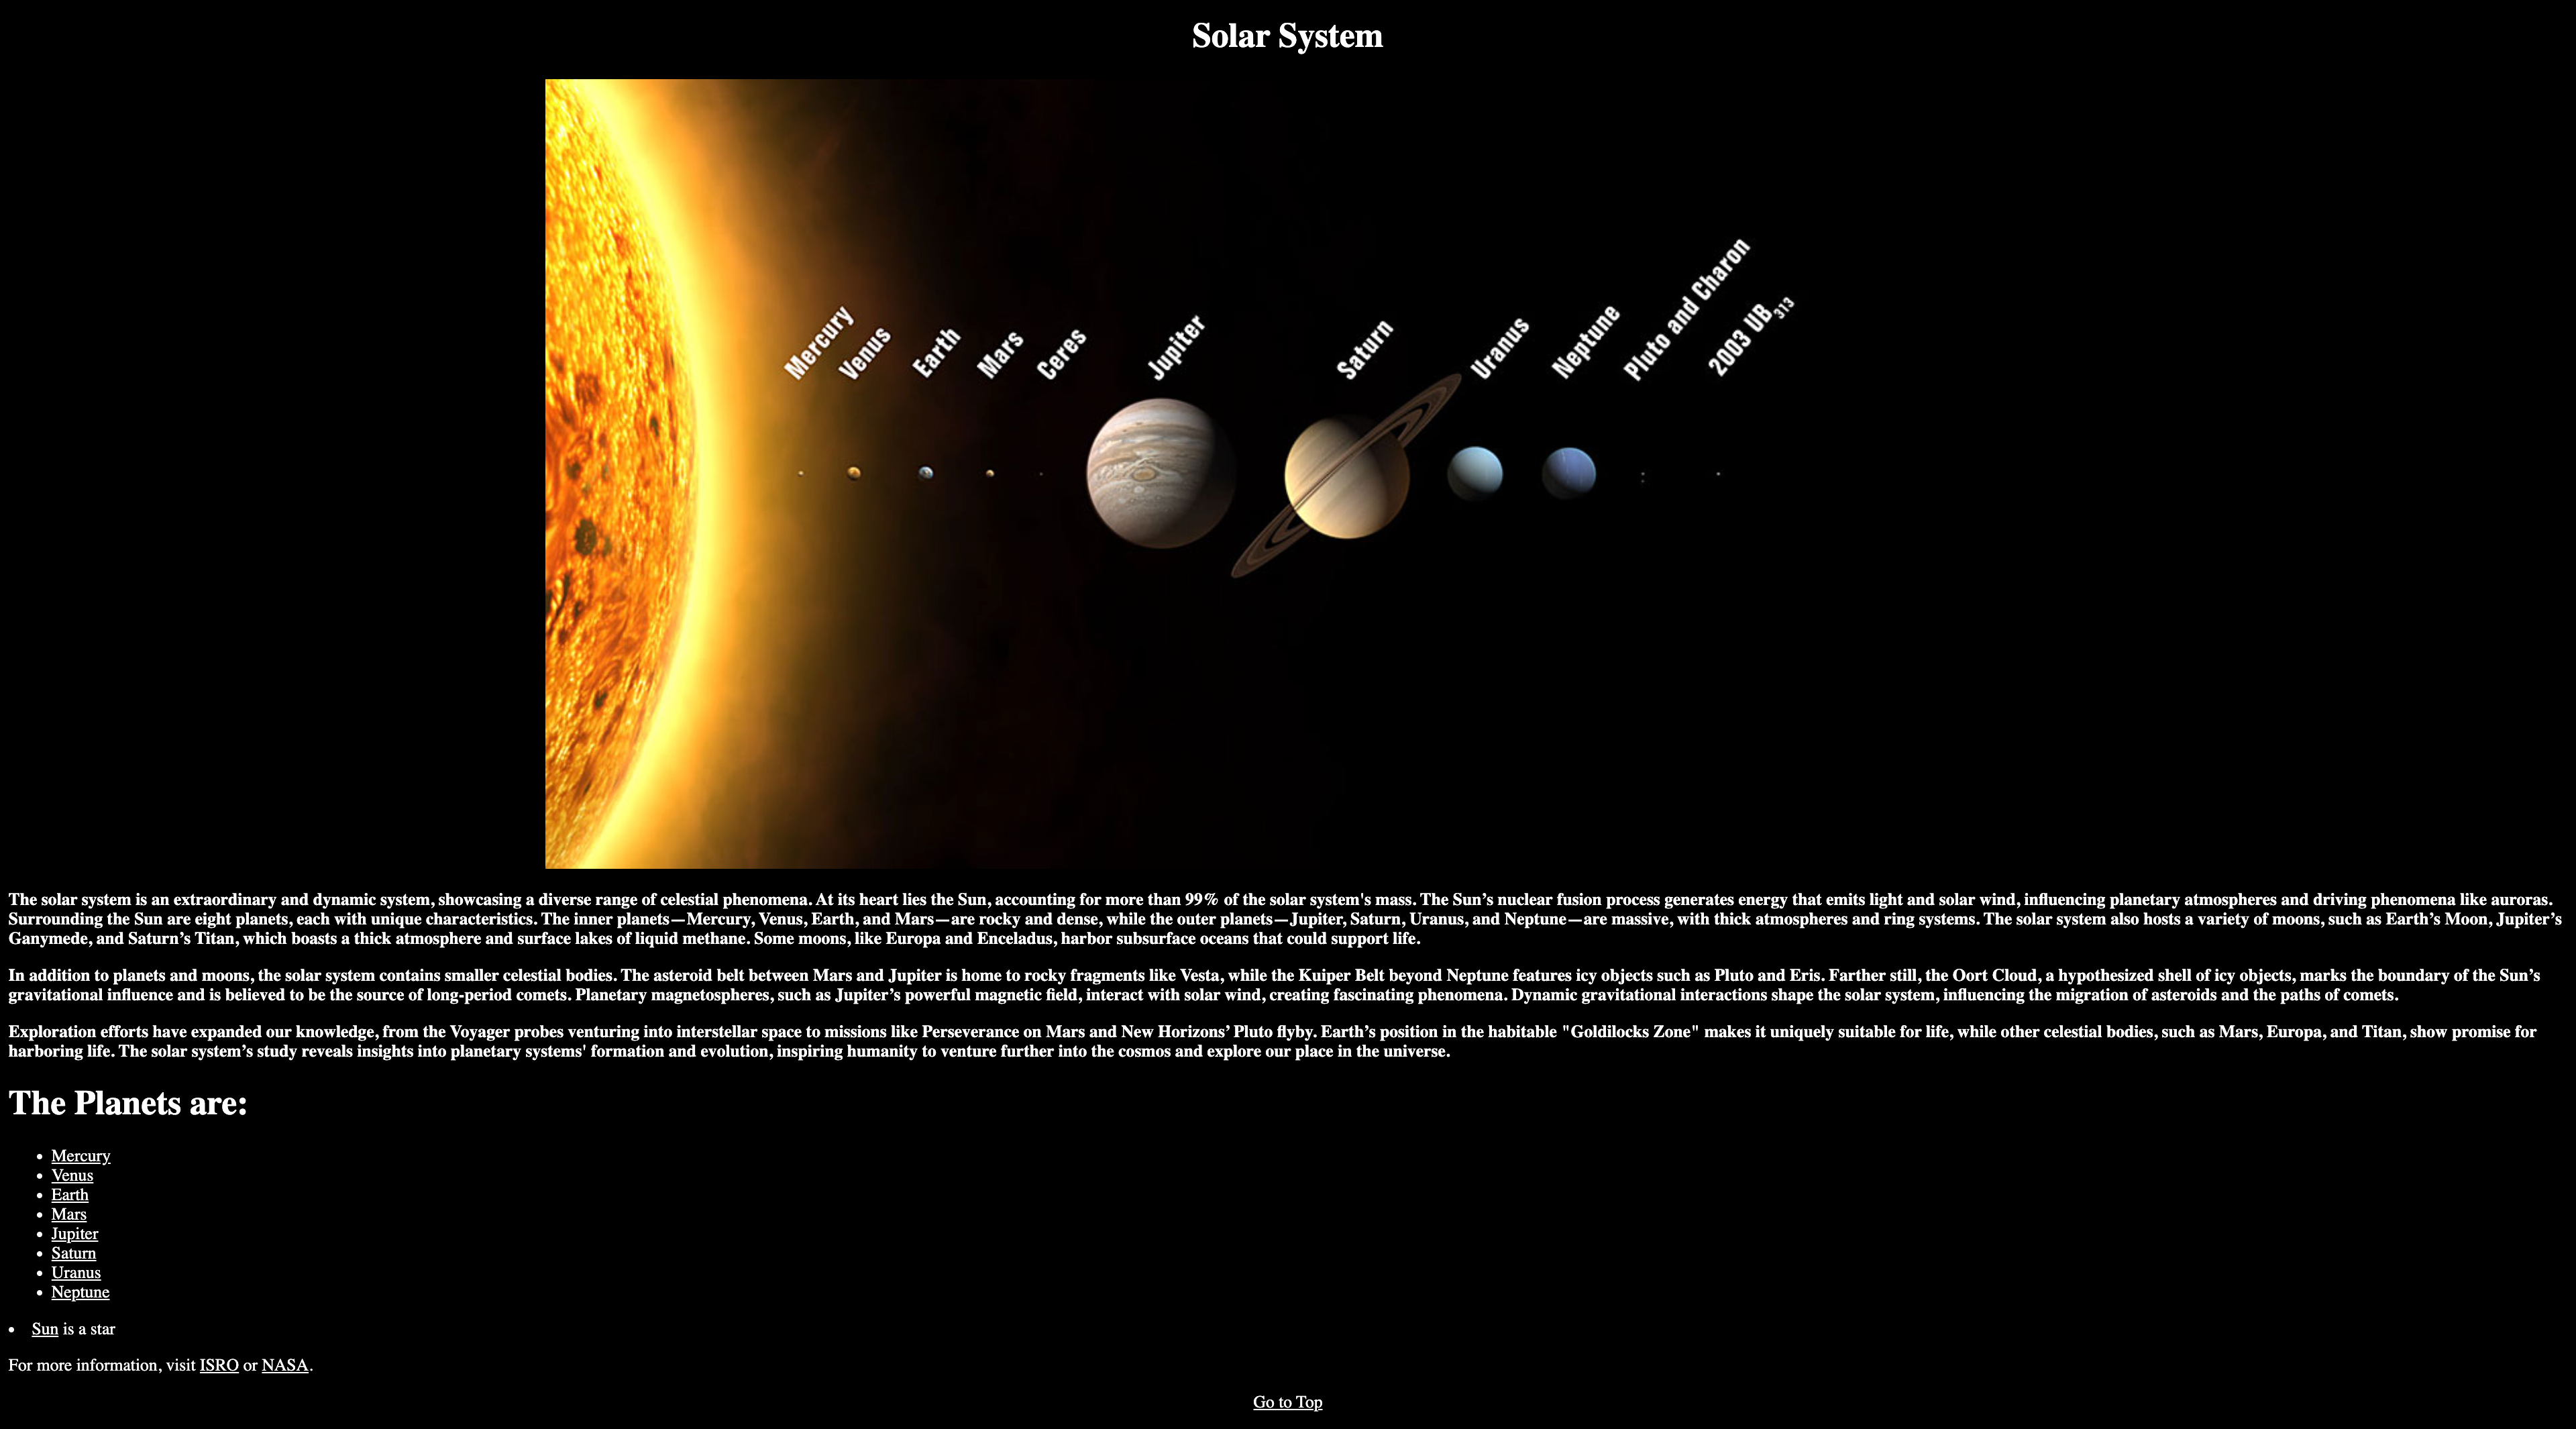 Solar System
Mercury
Venus
Earth
Mars
Ceres
Jupiter
Saturn
Uranus
Neptune
Pluto and Charon
2003 UB313
The solar system is an extraordinary and dynamic system, showcasing a diverse range of celestial phenomena. At its heart lies the Sun, accounting for more than 99% of the solar system's mass. The Sun’s nuclear fusion process generates energy that emits light and solar wind, influencing planetary atmospheres and driving phenomena like auroras.
Surrounding the Sun are eight planets, each with unique characteristics. The inner planets—Mercury, Venus, Earth, and Mars—are rocky and dense, while the outer planets—Jupiter, Saturn, Uranus, and Neptune—are massive, with thick atmospheres and ring systems. The solar system also hosts a variety of moons, such as Earth’s Moon, Jupiter’s
Ganymede, and Saturn’s Titan, which boasts a thick atmosphere and surface lakes of liquid methane. Some moons, like Europa and Enceladus, harbor subsurface oceans that could support life.
In addition to planets and moons, the solar system contains smaller celestial bodies. The asteroid belt between Mars and Jupiter is home to rocky fragments like Vesta, while the Kuiper Belt beyond Neptune features icy objects such as Pluto and Eris. Farther still, the Oort Cloud, a hypothesized shell of icy objects, marks the boundary of the Sun’s
gravitational influence and is believed to be the source of long-period comets. Planetary magnetospheres, such as Jupiter’s powerful magnetic field, interact with solar wind, creating fascinating phenomena. Dynamic gravitational interactions shape the solar system, influencing the migration of asteroids and the paths of comets.
Exploration efforts have expanded our knowledge, from the Voyager probes venturing into interstellar space to missions like Perseverance on Mars and New Horizons’ Pluto flyby. Earth’s position in the habitable "Goldilocks Zone" makes it uniquely suitable for life, while other celestial bodies, such as Mars, Europa, and Titan, show promise for
harboring life. The solar system’s study reveals insights into planetary systems' formation and evolution, inspiring humanity to venture further into the cosmos and explore our place in the universe.
The Planets are:
• Mercury
• Venus
• Earth
• Mars
• Jupiter
• Saturn
• Uranus
• Neptune
• Sun is a star
For more information, visit ISRO or NASA.
Go to Top